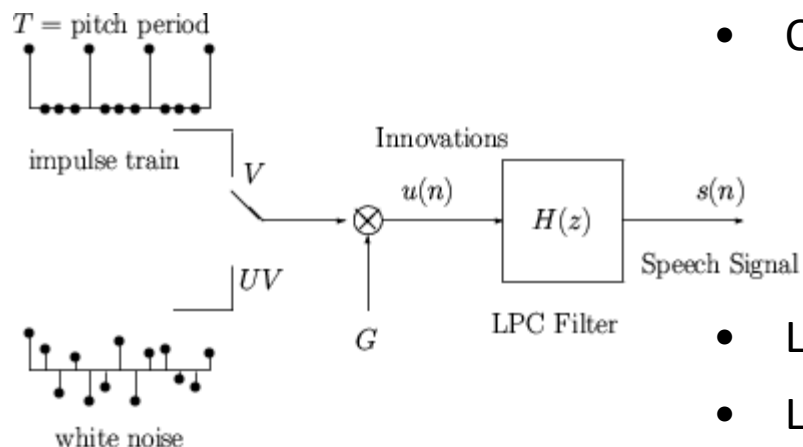 T = pitch period
impulse train
V
Innovations
u(n)
H(z)
s(n)
Speech Signal
UV
G
LPC Filter
white noise
• C
• L
• L